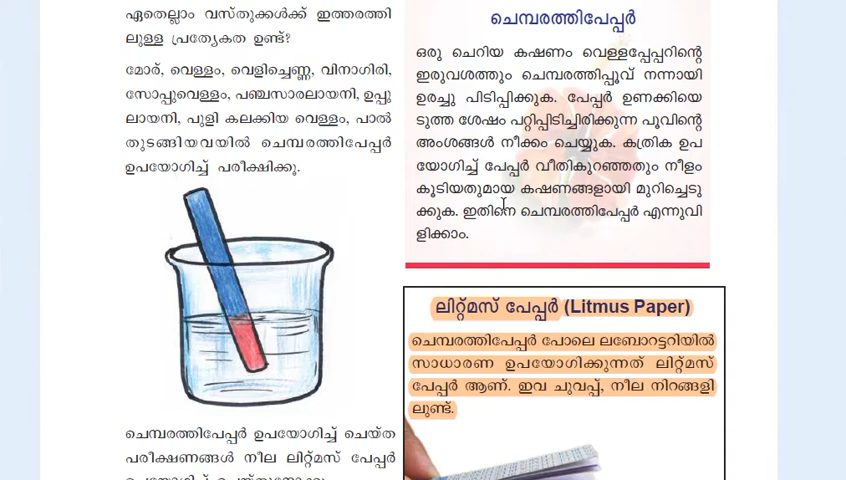 ഏതെല്ലാം വസ്തുക്കൾക്ക് ഇത്തരത്തി
ലുള്ള പ്രത്യേകത ഉണ്ട്?
മോര്, വെള്ളം, വെളിച്ചെണ്ണ, വിനാഗിരി,
സോപ്പുവെള്ളം, പഞ്ചസാരലായനി, ഉപ്പു
ലായനി, പുളി കലക്കിയ വെള്ളം, പാൽ
തുടങ്ങിയവയിൽ ചെമ്പരത്തിപേപ്പർ
ഉപയോഗിച്ച് പരീക്ഷിക്കൂ.
ചെമ്പരത്തിപേപ്പർ ഉപയോഗിച്ച് ചെയ്ത
പരീക്ഷണങ്ങൾ നീല ലിറ്റ്മസ് പേപ്പർ
ചെമ്പരത്തിപേപ്പർ
ഒരു ചെറിയ കഷണം വെള്ളപ്പേപ്പറിന്റെ
ഇരുവശത്തും ചെമ്പരത്തിപ്പൂവ് നന്നായി
ഉരച്ചു പിടിപ്പിക്കുക. പേപ്പർ ഉണക്കിയെ
ടുത്ത ശേഷം പറ്റിപ്പിടിച്ചിരിക്കുന്ന പൂവിന്റെ
അംശങ്ങൾ നീക്കം ചെയ്യുക. കത്രിക ഉപ
യോഗിച്ച് പേപ്പർ വീതികുറഞ്ഞതും നീളം
കൂടിയതുമായ കഷണങ്ങളായി മുറിച്ചെടു
ക്കുക. ഇതിനെ ചെമ്പരത്തിപേപ്പർ എന്നുവി
ളിക്കാം.
ലിറ്റ്മസ് പേപ്പർ (Litmus Paper)
ചെമ്പരത്തിപേപ്പർ പോലെ ലബോറട്ടറിയിൽ
സാധാരണ ഉപയോഗിക്കുന്നത് ലിറ്റ്മസ്
പേപ്പർ ആണ്. ഇവ ചുവപ്പ്, നീല നിറങ്ങളി
ലുണ്ട്.